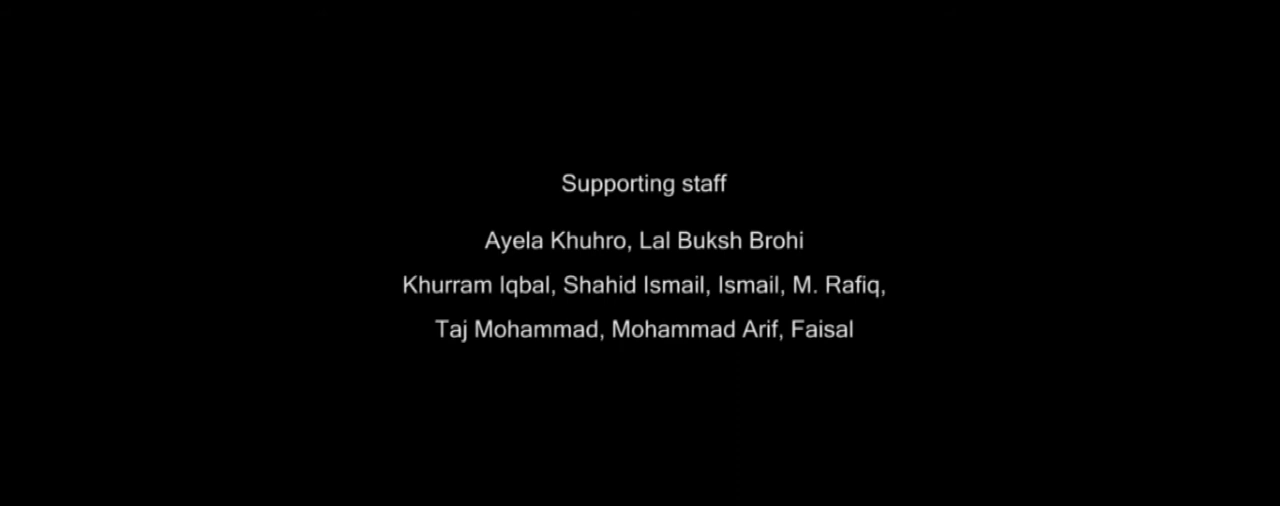 Supporting staff
Ayela Khuhro, Lal Buksh Brohi
Khurram Iqbal, Shahid Ismail, Ismail, M. Rafiq,
Taj Mohammad, Mohammad Arif, Faisal